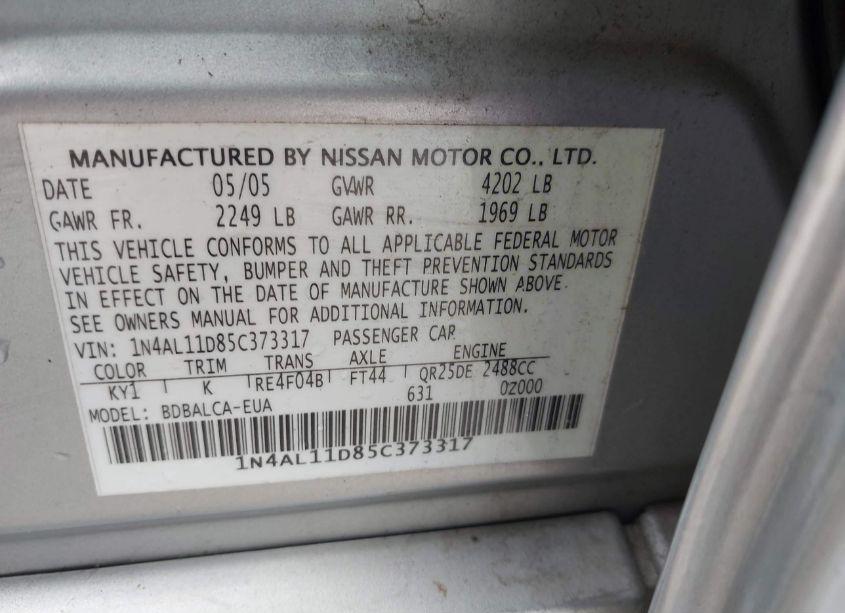 MANUFACTURED BY NISSAN MOTOR CO., LTD.
DATE 05/05 GVWR 4202 LB
GAWR FR. 2249 LB GAWR RR. 1969 LB
THIS VEHICLE CONFORMS TO ALL APPLICABLE FEDERAL MOTOR
VEHICLE SAFETY, BUMPER AND THEFT PREVENTION STANDARDS
IN EFFECT ON THE DATE OF MANUFACTURE SHOWN ABOVE.
SEE OWNERS MANUAL FOR ADDITIONAL INFORMATION.
VIN: 1N4AL11D85C373317 PASSENGER CAR
COLOR TRIM TRANS AXLE ENGINE
KY1 K RE4F04B FT44 QR25DE 2488CC
631 0Z000
MODEL: BDBALCA-EUA
1N4AL11D85C373317